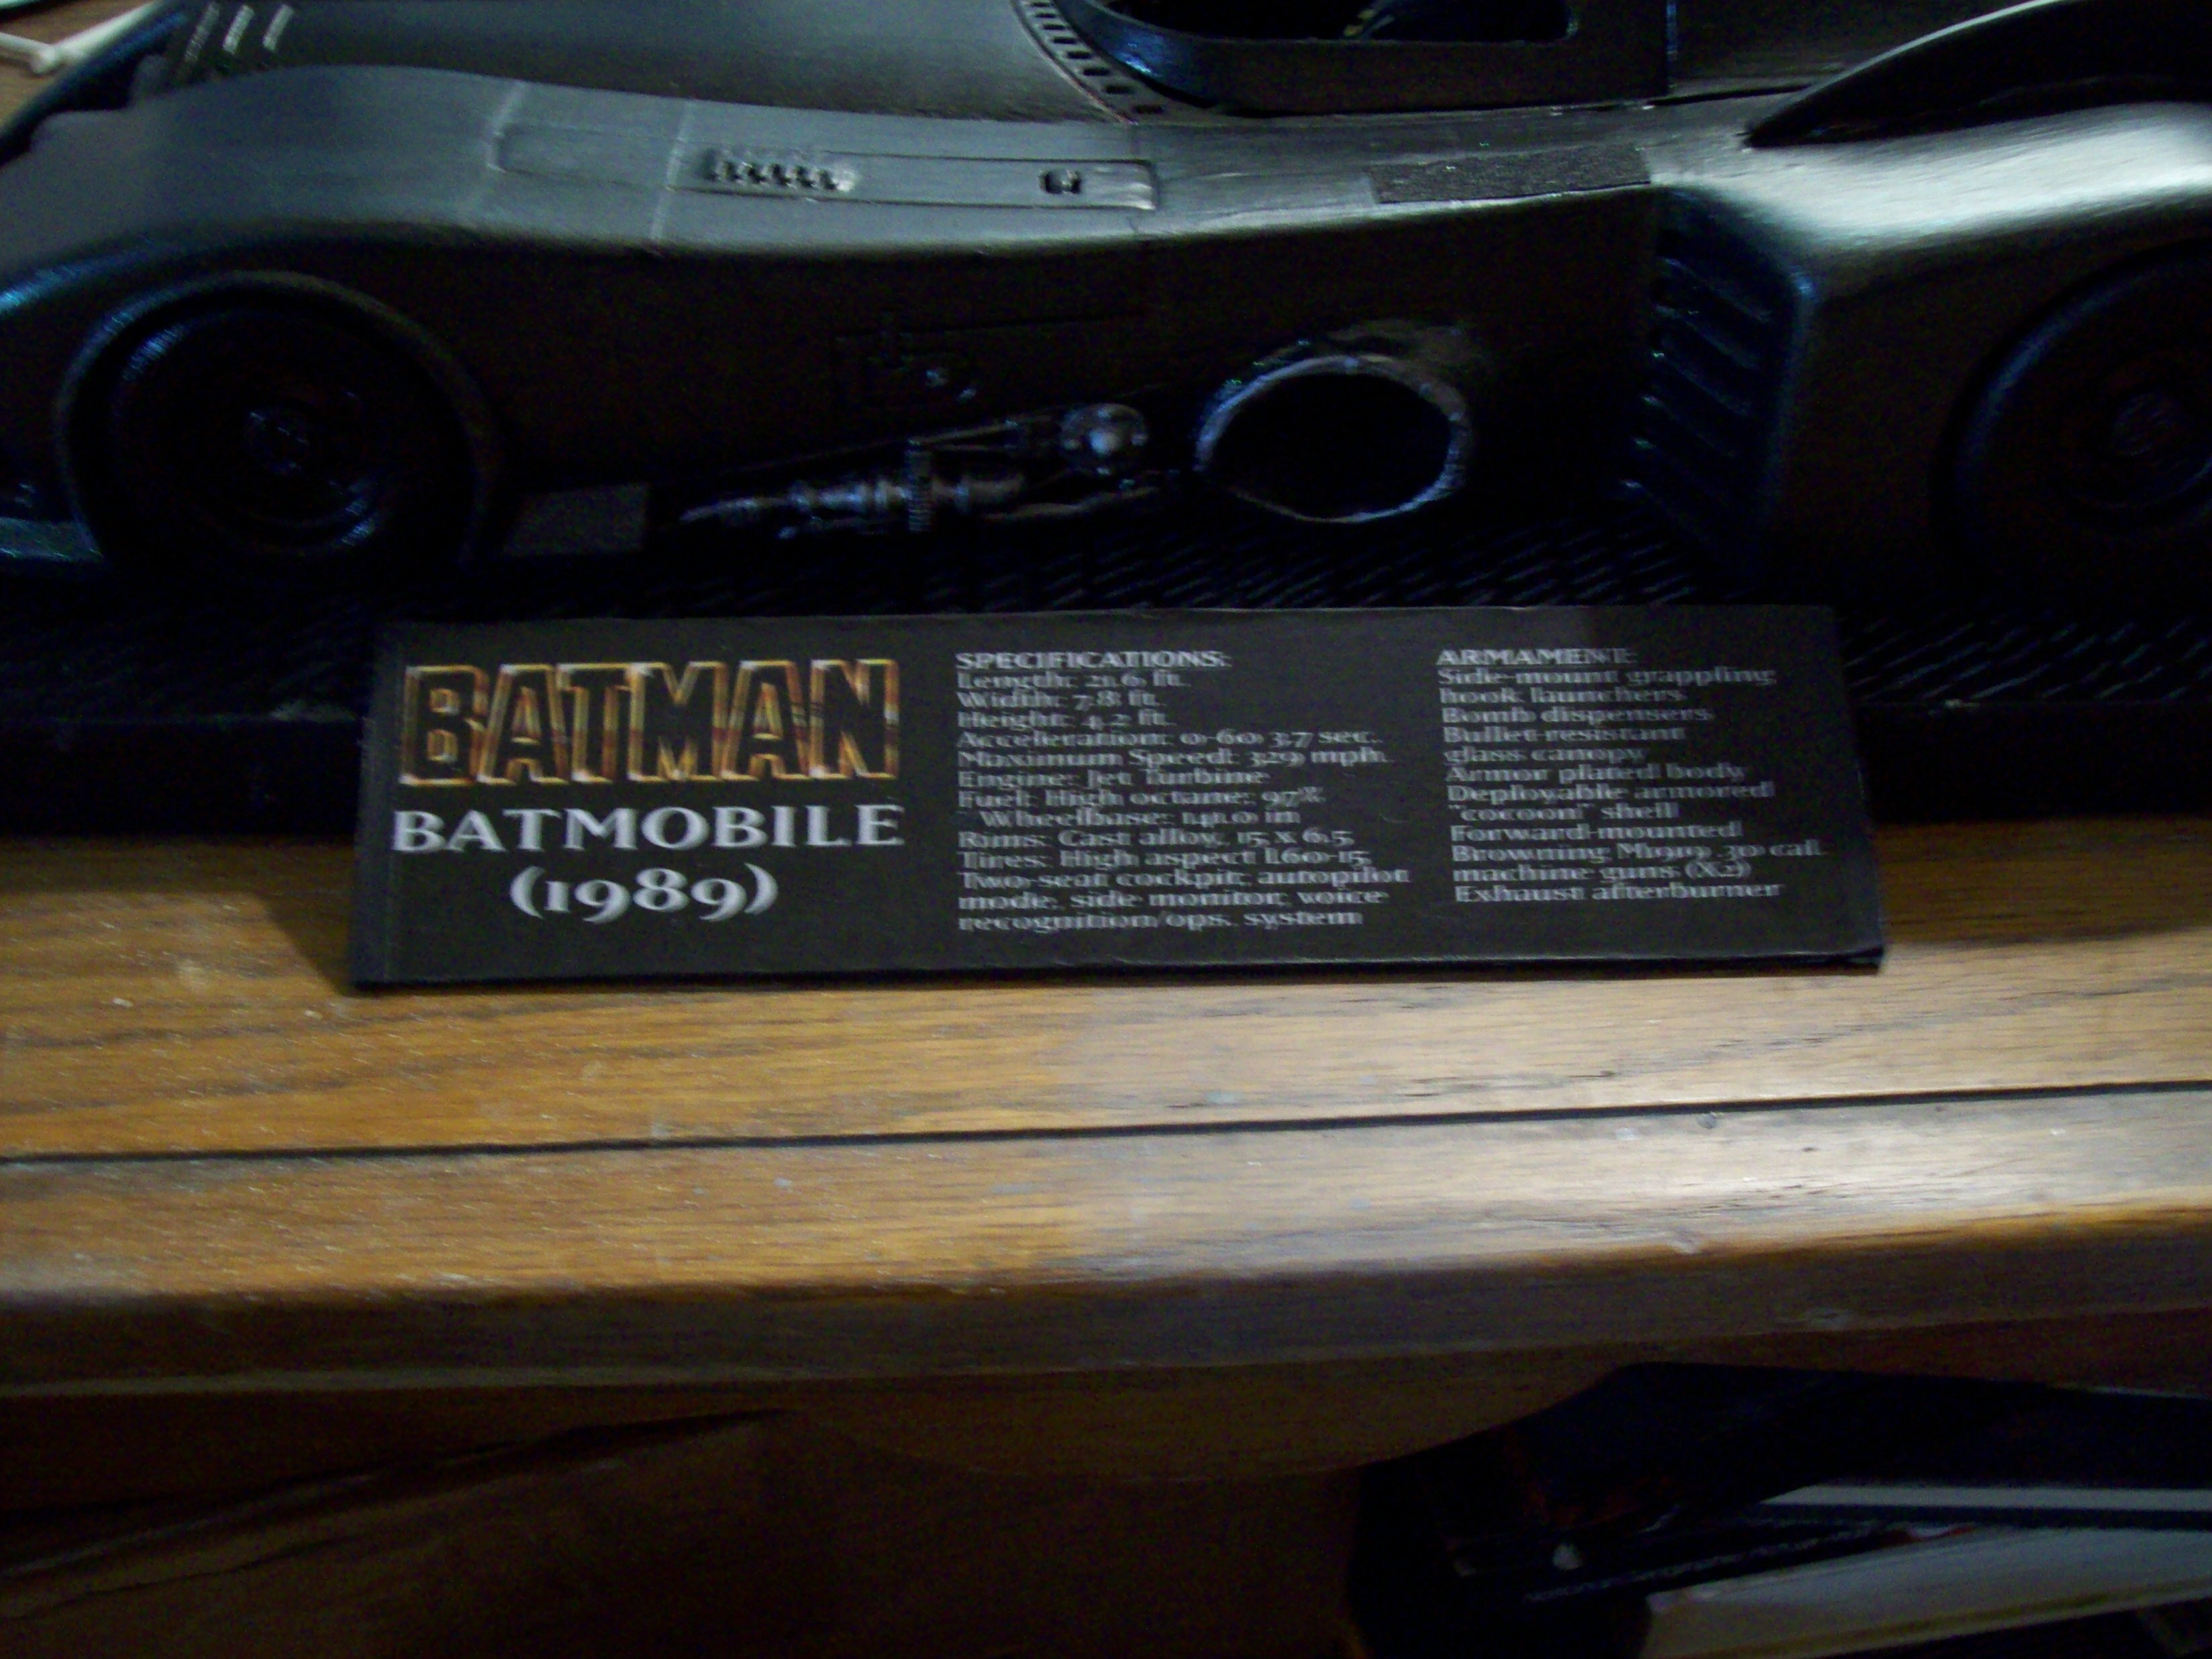 BATMAN
BATMOBILE
(1989)
SPECIFICATIONS:
Length: 21.6 ft.
Width: 7.8 ft.
Height: 4.2 ft.
Acceleration: 0-60 3.7 sec.
Maximum Speed: 329 mph.
Engine: Jet Turbine
Fuel: High octane: 97%
Wheelbase: 141.0 in
Rims: Cast alloy, 15 x 6.5
Tires: High aspect L60-15,
Two-seat cockpit; autopilot
mode, side monitor, voice
recognition/ops. system
ARMAMENT:
Side-mount grappling
hook launchers
Bomb dispensers
Bullet-resistant
glass canopy
Armor plated body
Deployable armored
"cocoon" shell
Forward-mounted
Browning M1919 .30 cal.
machine guns (X2)
Exhaust afterburner